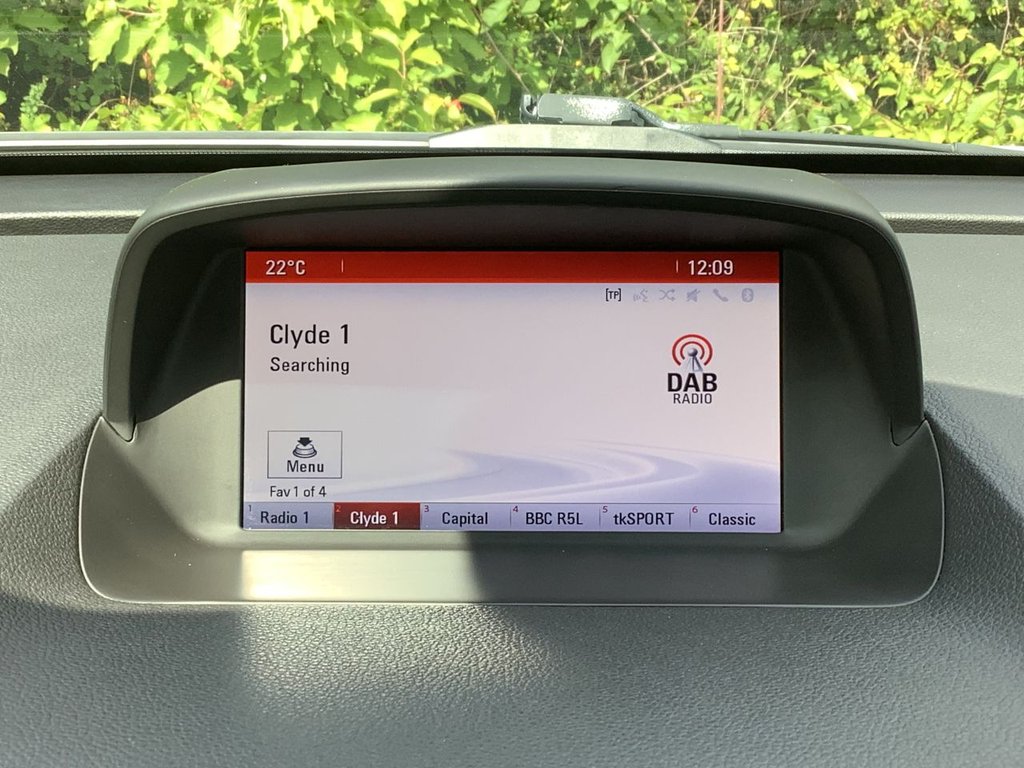 22°C 12:09
[TP]
Clyde 1
Searching
DAB
RADIO
Menu
Fav 1 of 4
1 Radio 1 2 Clyde 1 3 Capital 4 BBC R5L 5 tkSPORT 6 Classic